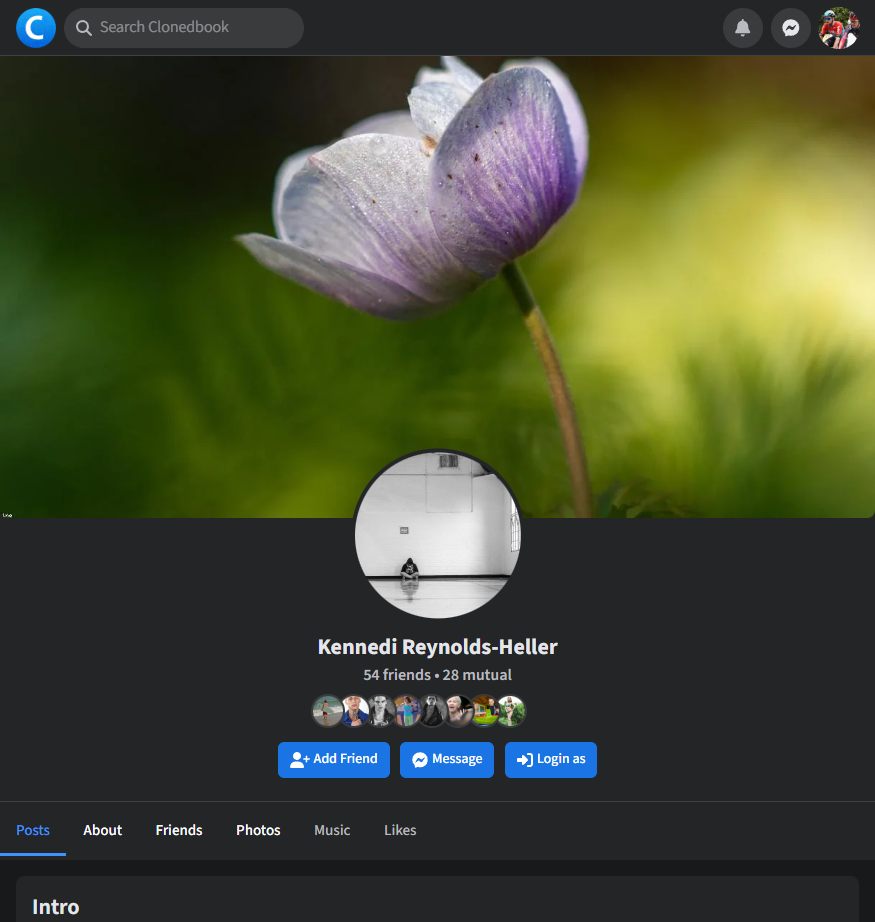 Search Clonedbook
Kennedi Reynolds-Heller
54 friends • 28 mutual
Add Friend
Message
Login as
Posts
About
Friends
Photos
Music
Likes
Intro